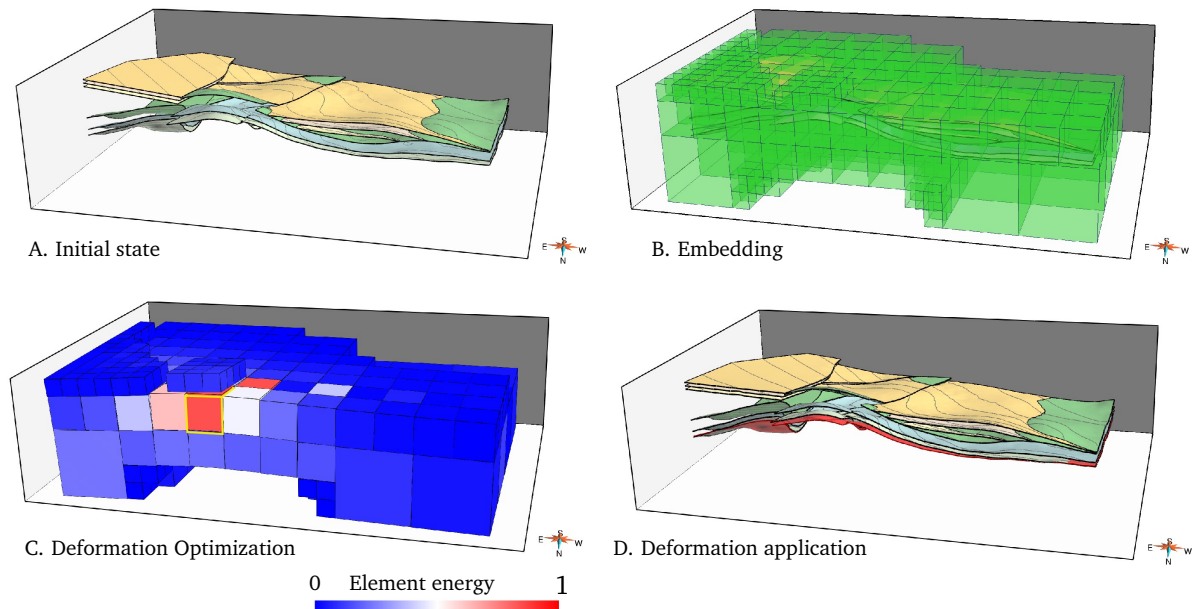 E S W N
A. Initial state
E S W N
B. Embedding
E S W N
C. Deformation Optimization
E S W N
D. Deformation application
0 Element energy 1